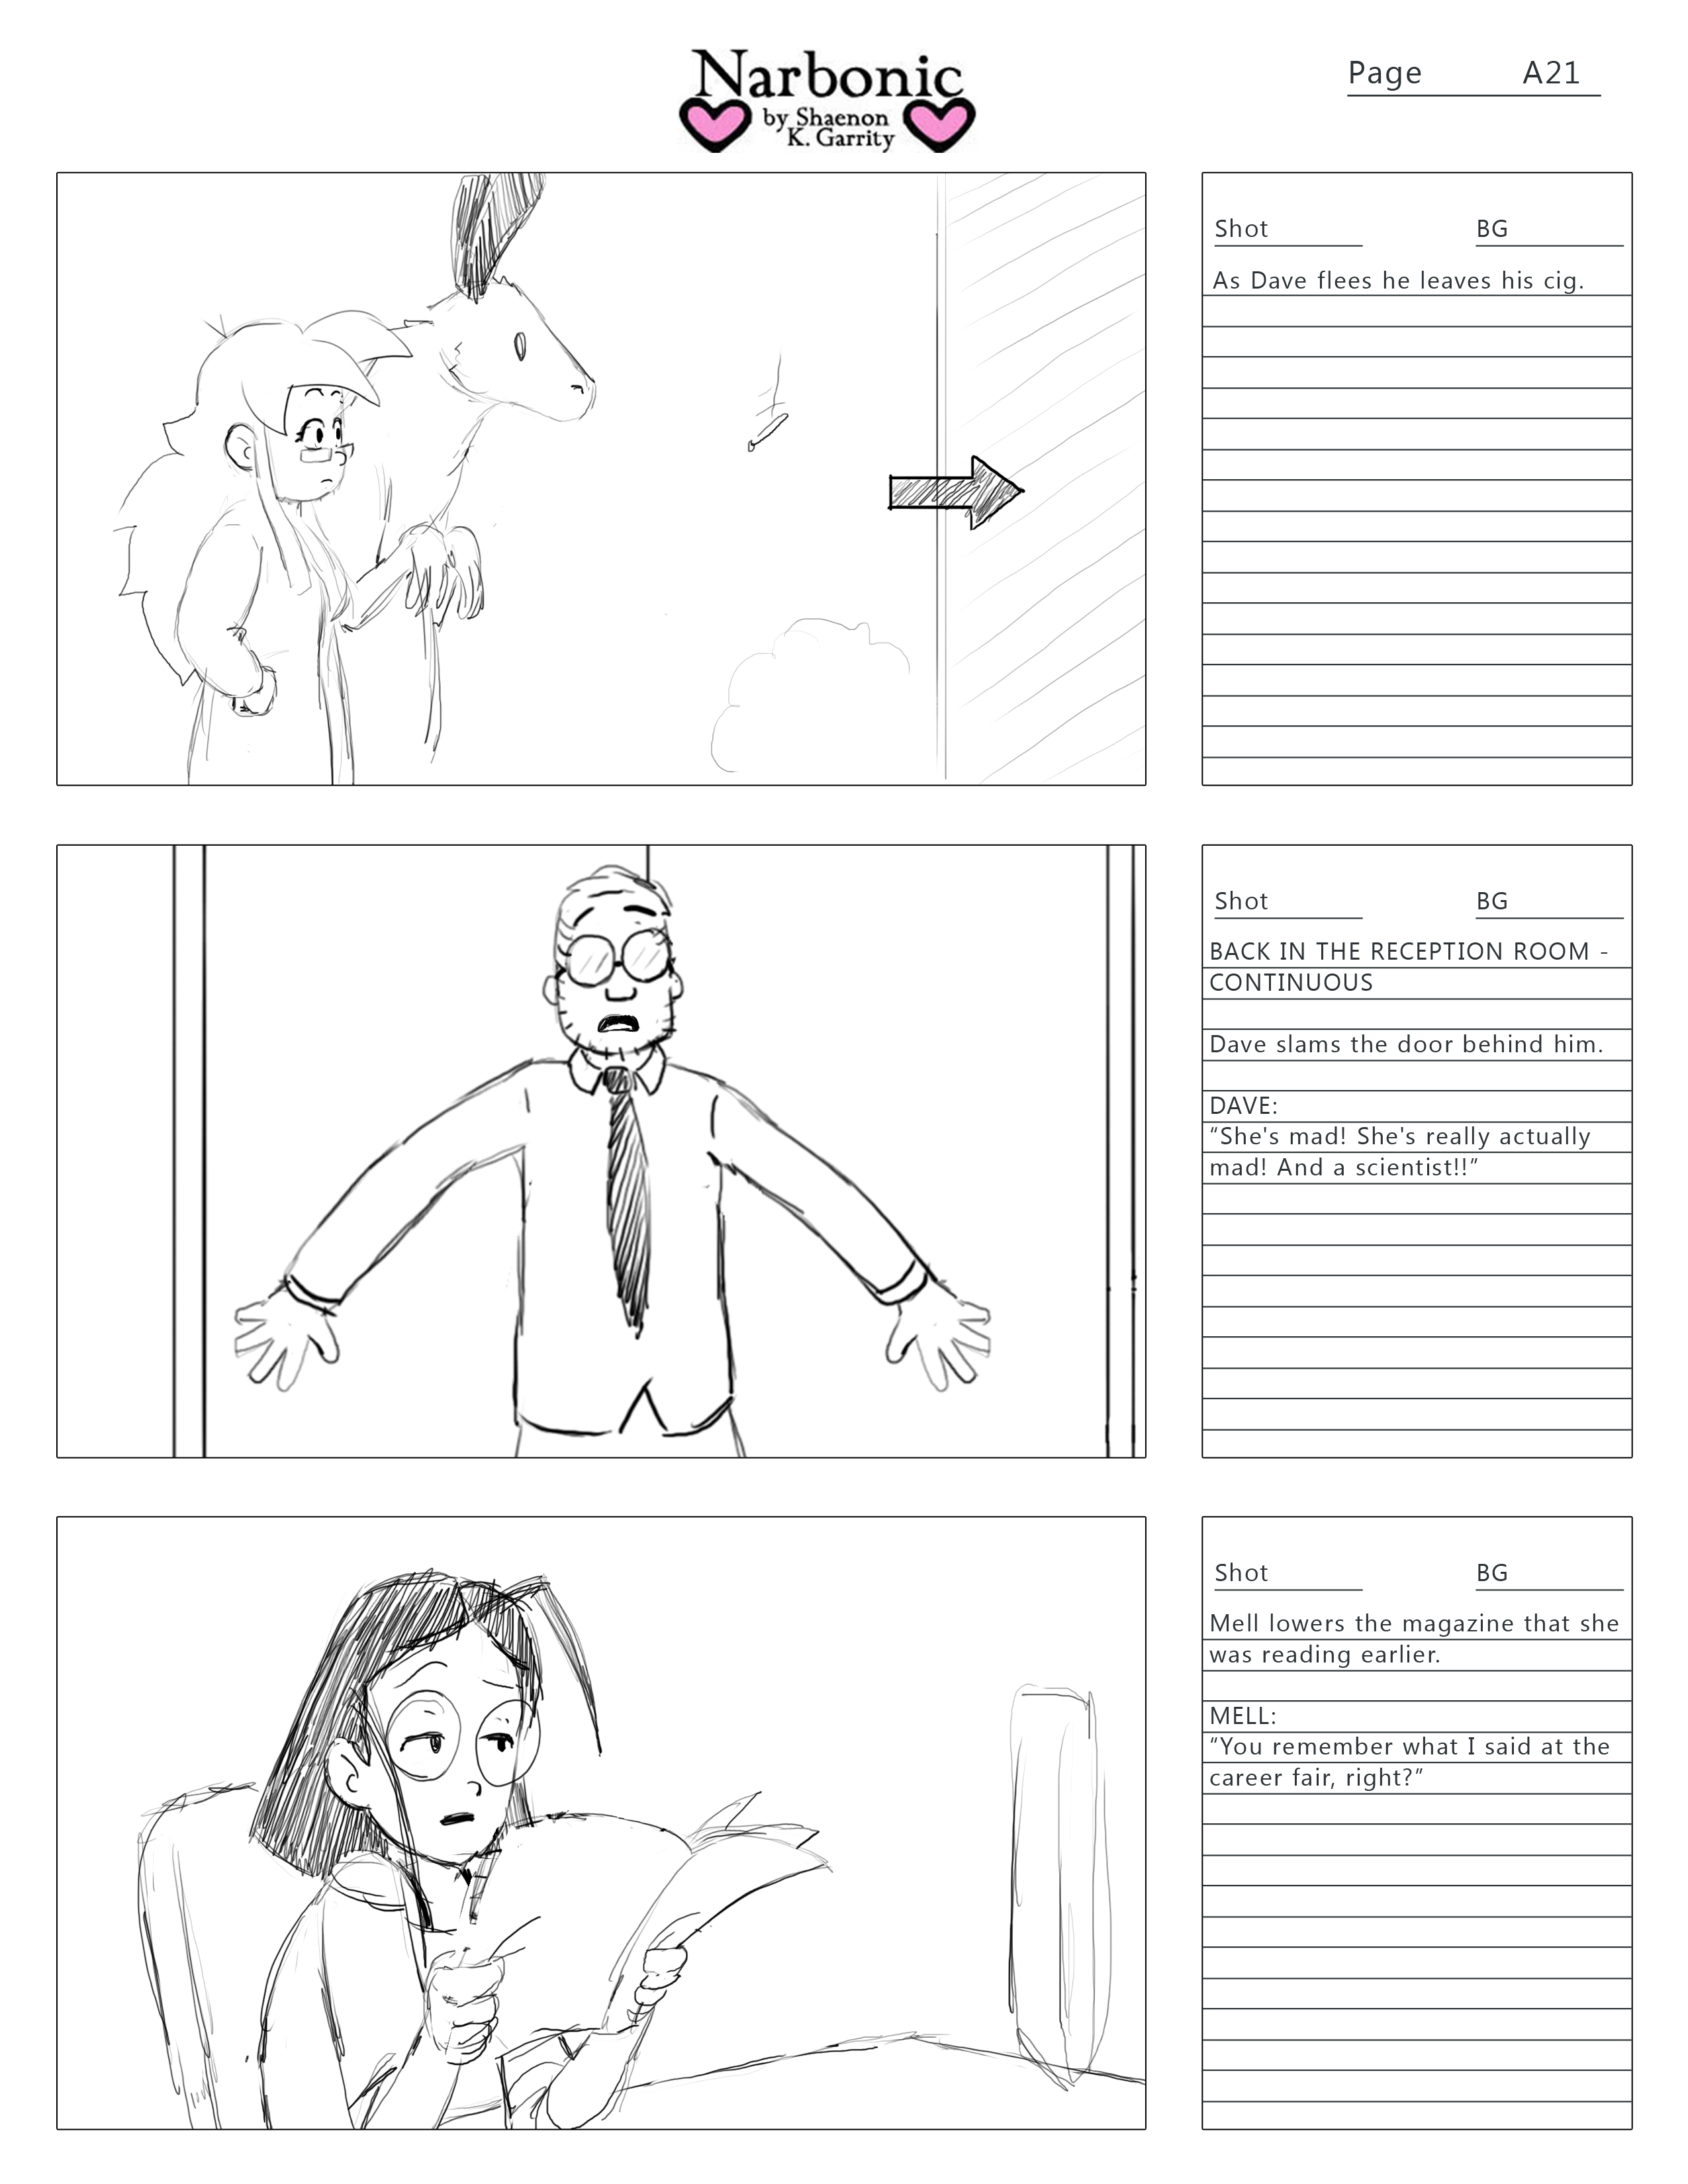 Narbonic
by Shaenon
K. Garrity
Page A21
Shot BG
As Dave flees he leaves his cig.
Shot BG
BACK IN THE RECEPTION ROOM -
CONTINUOUS
Dave slams the door behind him.
DAVE:
“She's mad! She's really actually
mad! And a scientist!!”
Shot BG
Mell lowers the magazine that she
was reading earlier.
MELL:
“You remember what I said at the
career fair, right?”